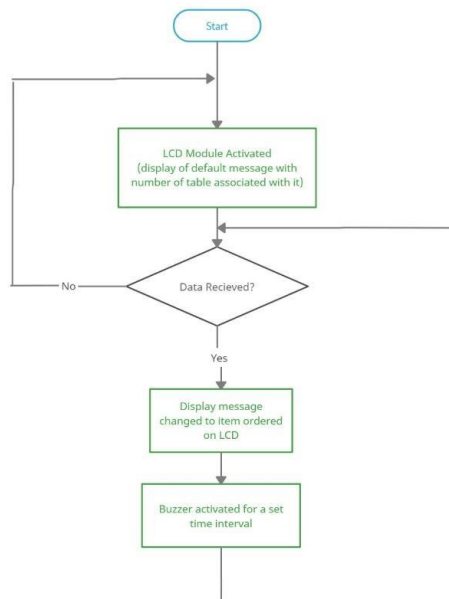 Start
LCD Module Activated
(display of default message with
number of table associated with it)
Data Recieved?
No
Yes
Display message
changed to item ordered
on LCD
Buzzer activated for a set
time interval